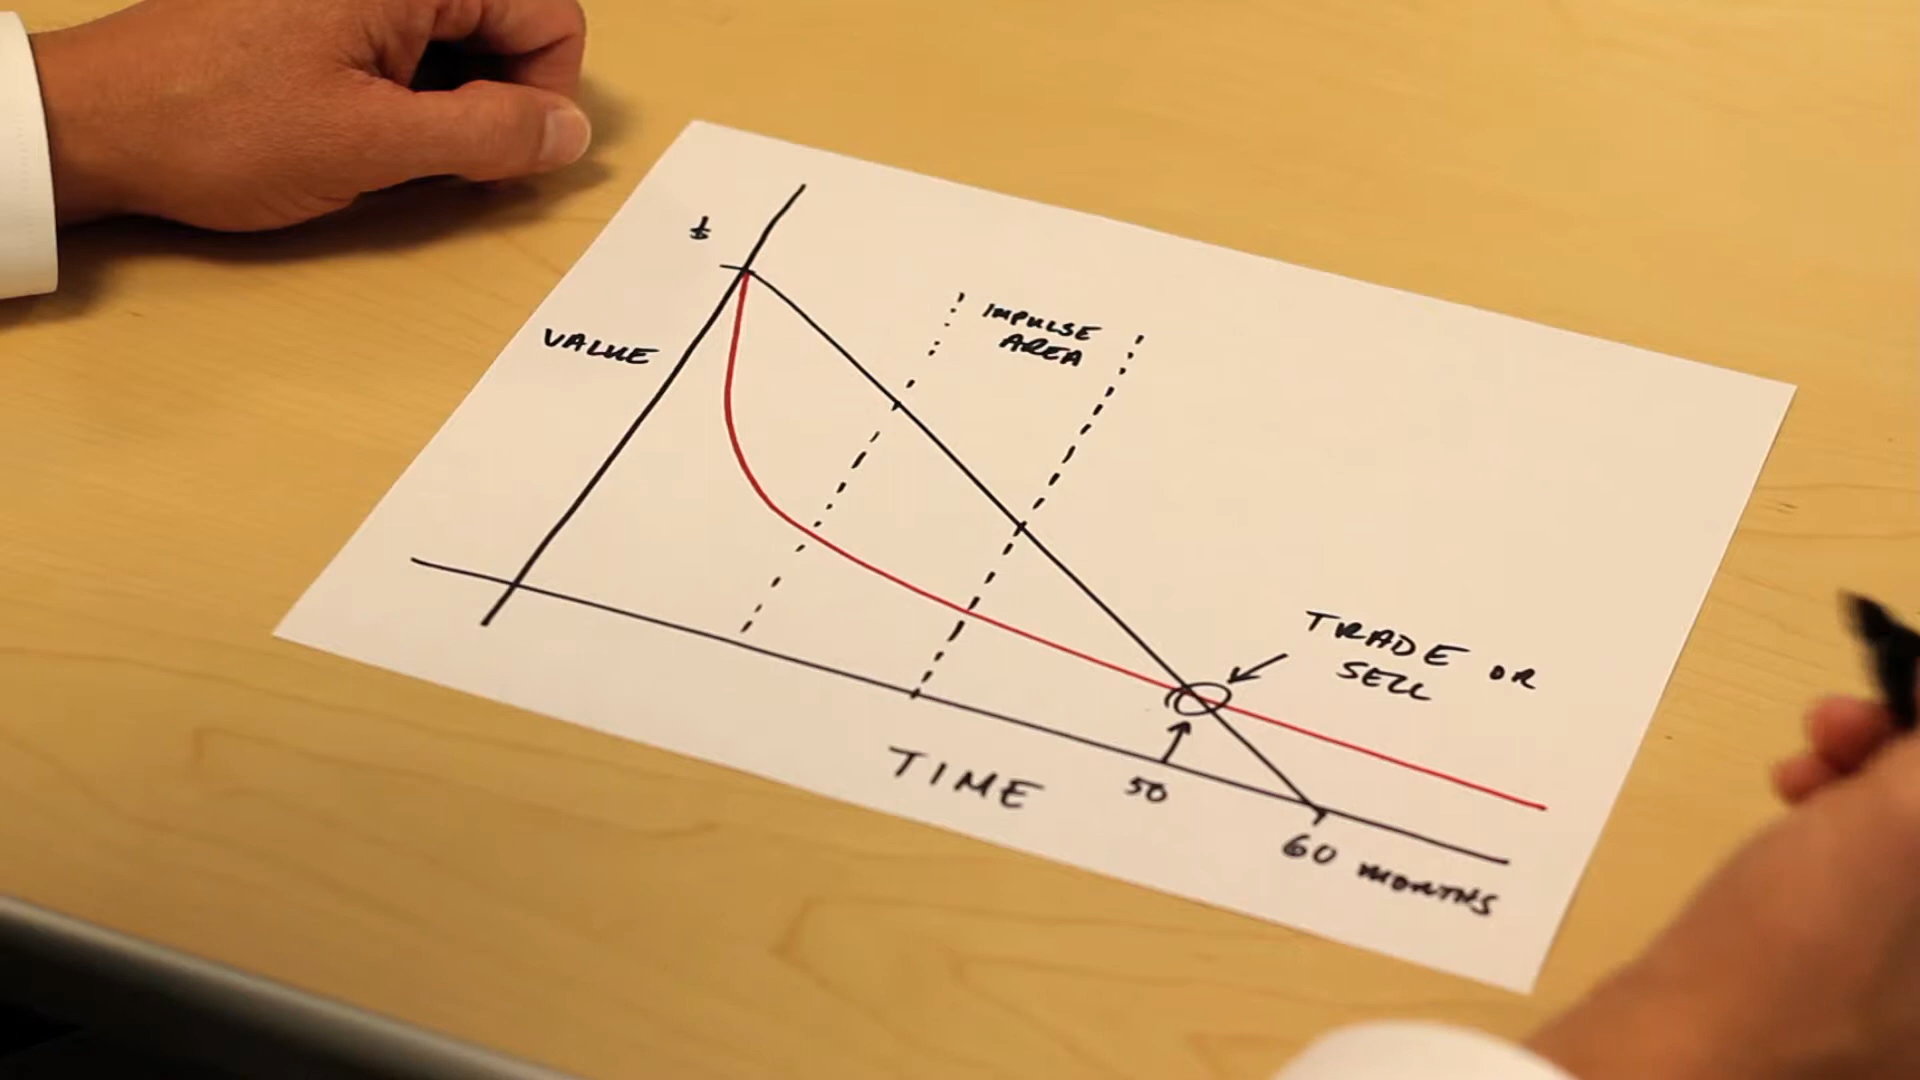 VALUE
IMPULSE
AREA
TRADE OR
SELL
TIME
50
60 MONTHS